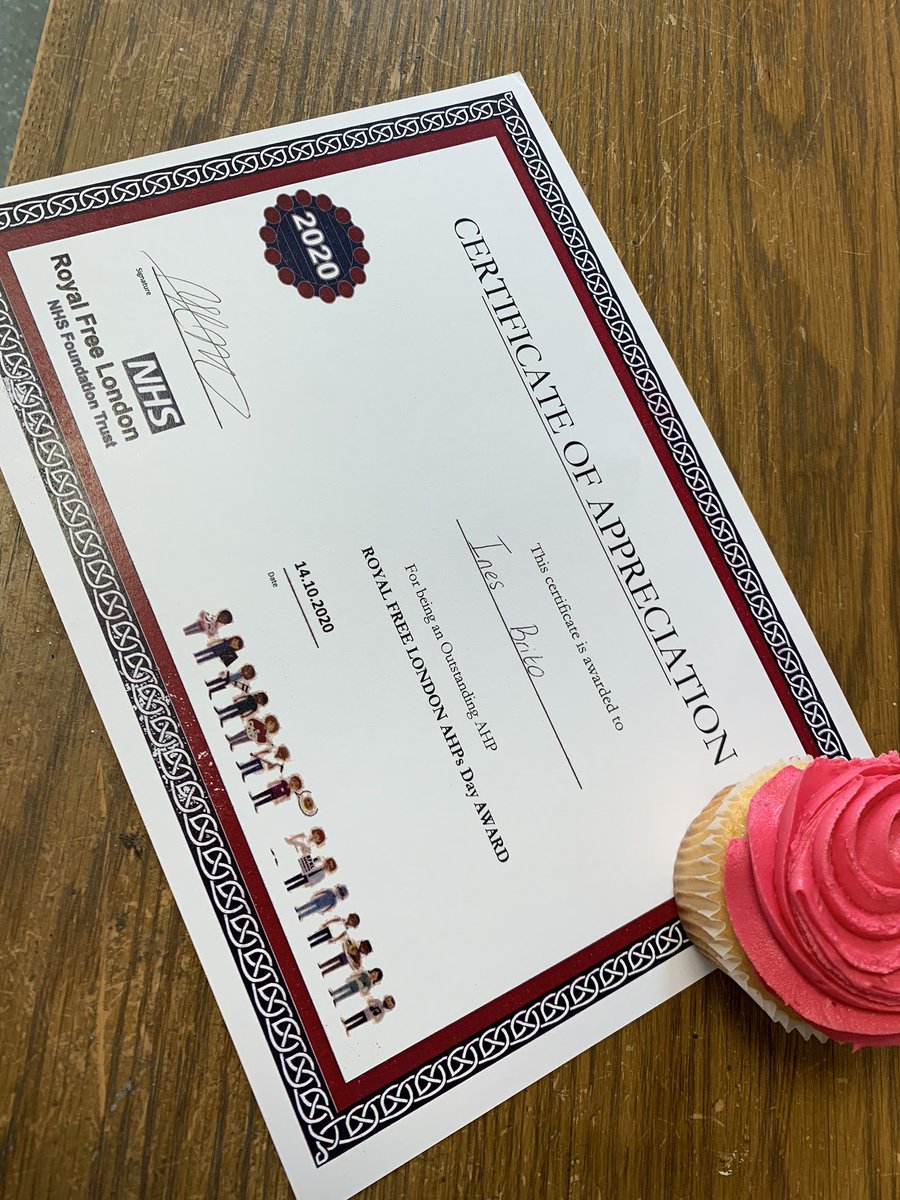 CERTIFICATE OF APPRECIATION
This certificate is awarded to
Ines Brito
For being an Outstanding AHP
ROYAL FREE LONDON AHPs Day AWARD
2020
14.10.2020
Date
Signature
NHS
Royal Free London
NHS Foundation Trust